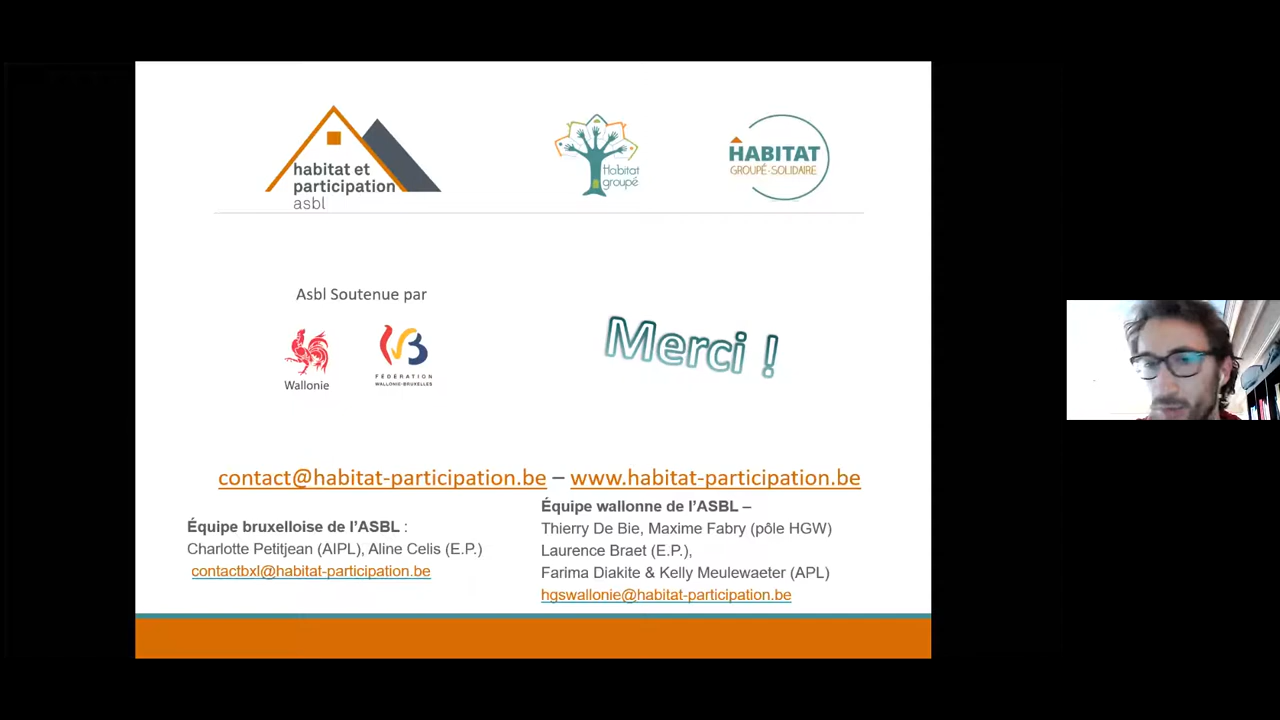 habitat et
participation
asbl
Habitat
groupé
HABITAT
GROUPÉ-SOLIDAIRE
Asbl Soutenue par
Wallonie
FÉDÉRATION
WALLONIE-BRUXELLES
Merci !
contact@habitat-participation.be – www.habitat-participation.be
Équipe bruxelloise de l'ASBL :
Charlotte Petitjean (AIPL), Aline Celis (E.P.)
contactbxl@habitat-participation.be
Équipe wallonne de l'ASBL –
Thierry De Bie, Maxime Fabry (pôle HGW)
Laurence Braet (E.P.),
Farima Diakite & Kelly Meulewaeter (APL)
hgswallonie@habitat-participation.be